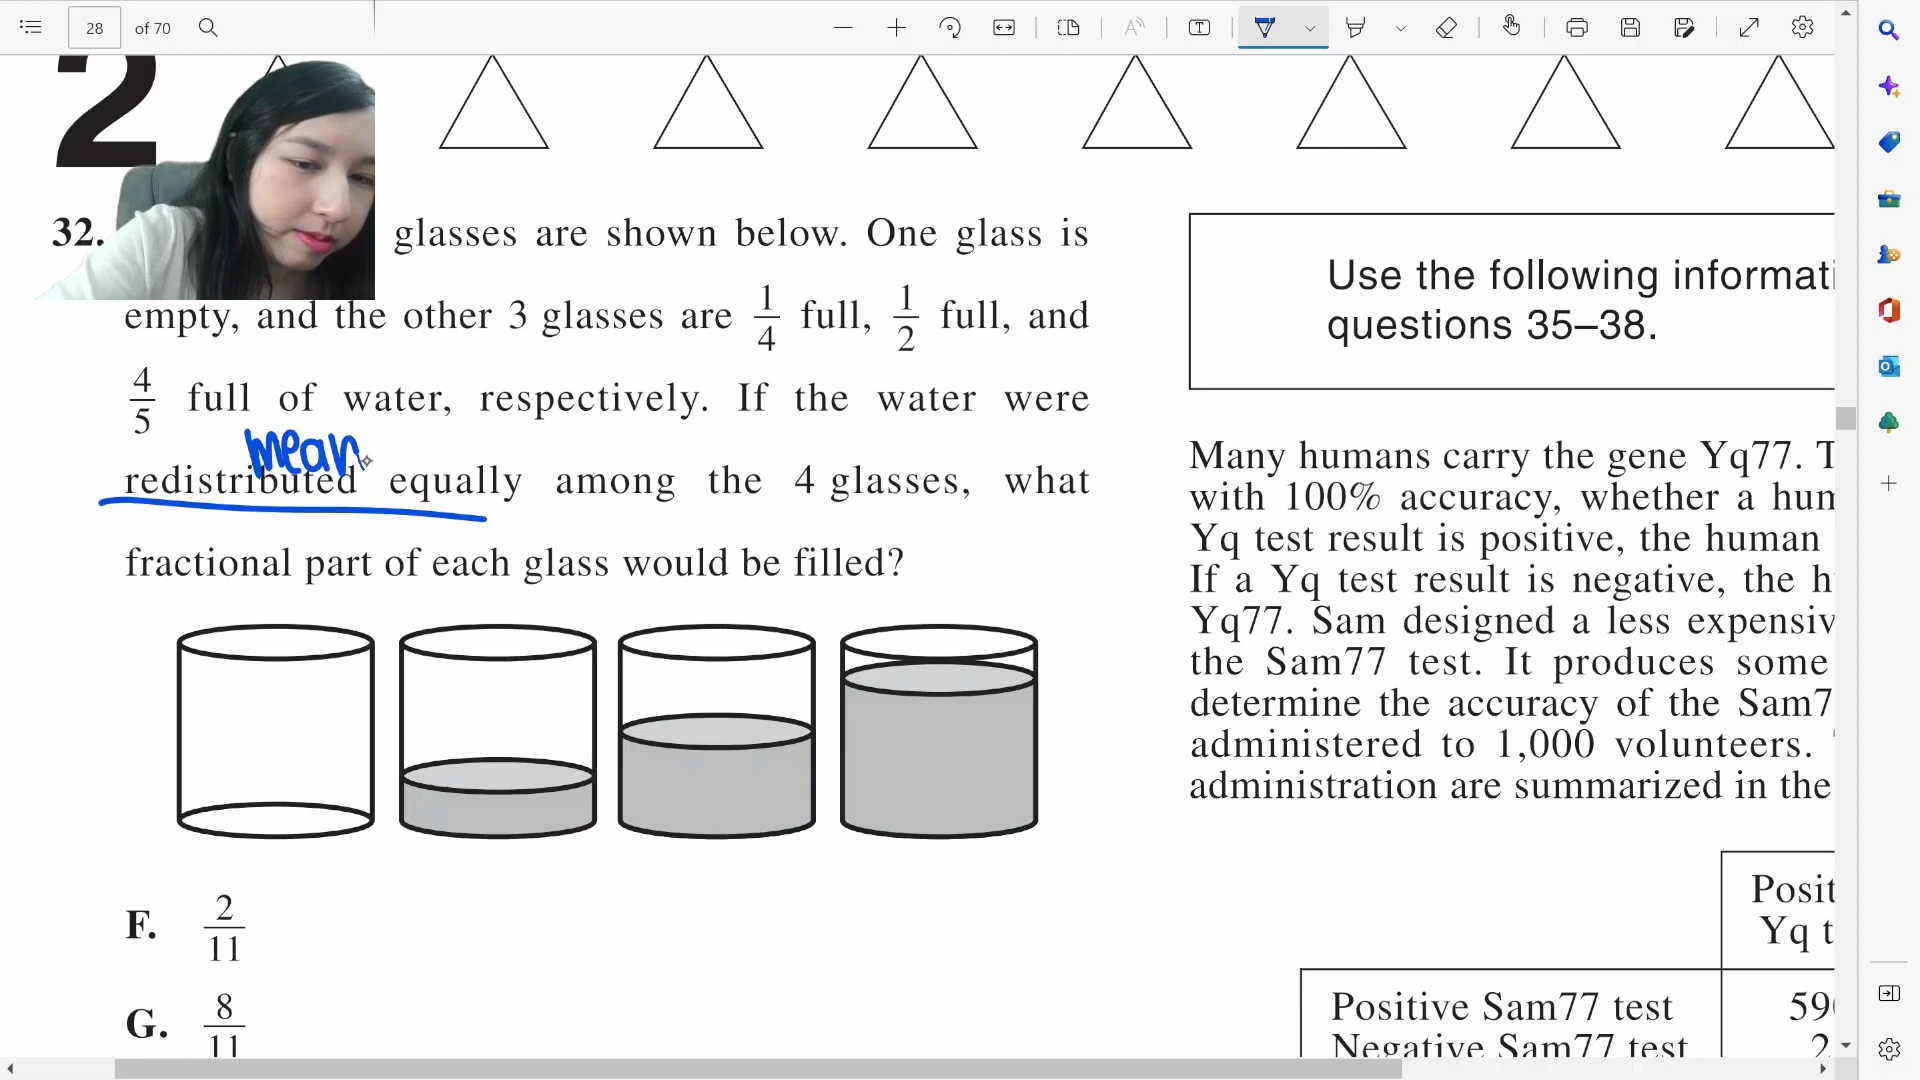 28 of 70
2
32. glasses are shown below. One glass is
empty, and the other 3 glasses are 1/4 full, 1/2 full, and
4/5 full of water, respectively. If the water were
mean
redistributed equally among the 4 glasses, what
fractional part of each glass would be filled?
F. 2/11
G. 8/11
Use the following
questions 35–38.
Many humans carry the gene Yq77.
with 100% accuracy, whether a
Yq test result is positive, the human
If a Yq test result is negative, the
Yq77. Sam designed a less
the Sam77 test. It produces some
determine the accuracy of the
administered to 1,000 volunteers.
administration are summarized in the
Yq
Positive Sam77 test
Negative Sam77 test